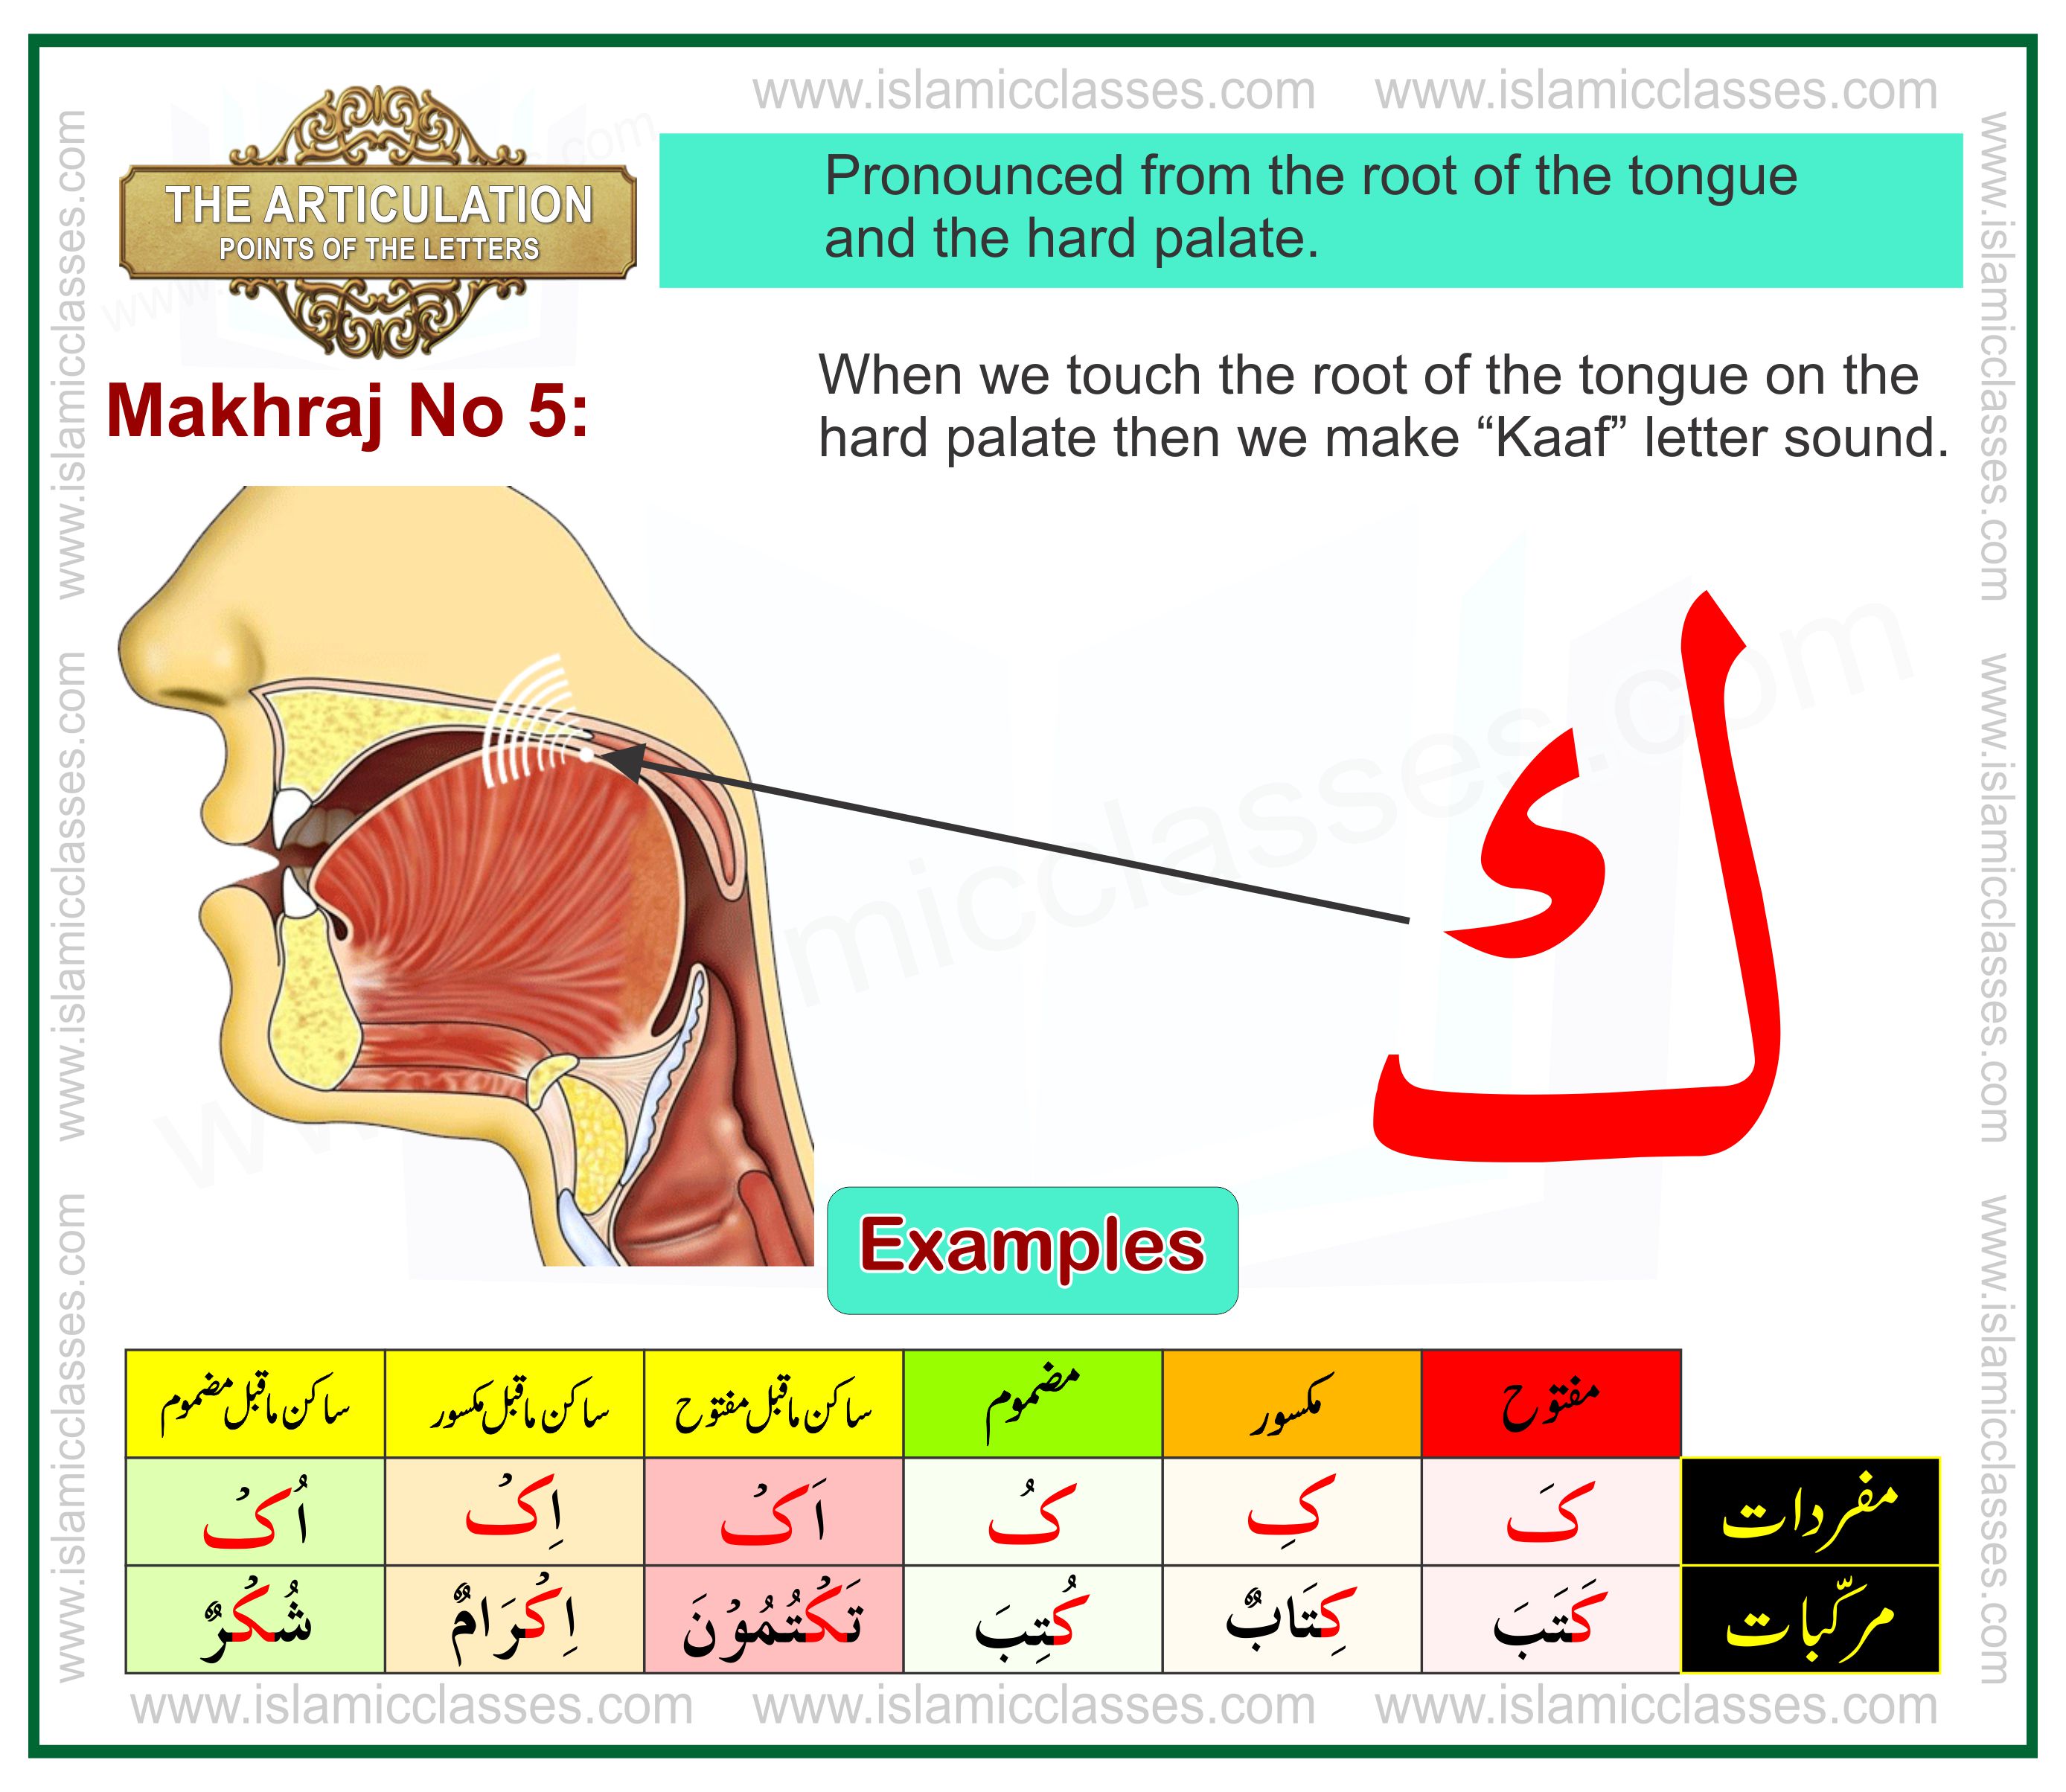 www.islamicclasses.com www.islamicclasses.com
THE ARTICULATION
POINTS OF THE LETTERS
Pronounced from the root of the tongue
and the hard palate.
Makhraj No 5:
When we touch the root of the tongue on the
hard palate then we make “Kaaf” letter sound.
ك
Examples
مفتوح مکسور مضموم ساکن ماقبل مفتوح ساکن ماقبل مکسور ساکن ماقبل مضموم
مفردات کَ کِ کُ اَکْ اِکْ اُکْ
مرکّبات کَتَبَ کِتَابٌ کُتِبَ تَکْتُمُوْنَ اِکْرَامٌ شُکْرٌ
www.islamicclasses.com www.islamicclasses.com www.islamicclasses.com
www.islamicclasses.com www.islamicclasses.com www.islamicclasses.com
www.islamicclasses.com www.islamicclasses.com www.islamicclasses.com